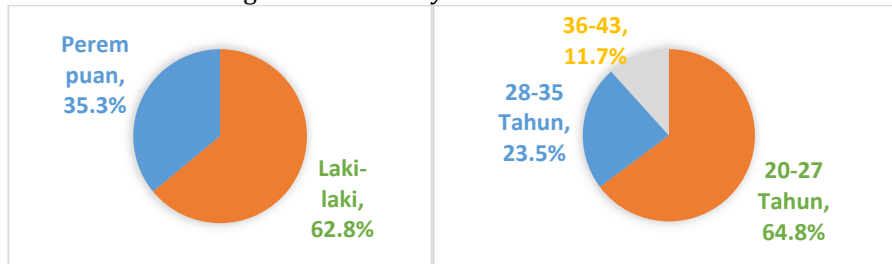 Perem
puan,
35.3%
Laki-
laki,
62.8%
36-43,
11.7%
28-35
Tahun,
23.5%
20-27
Tahun,
64.8%